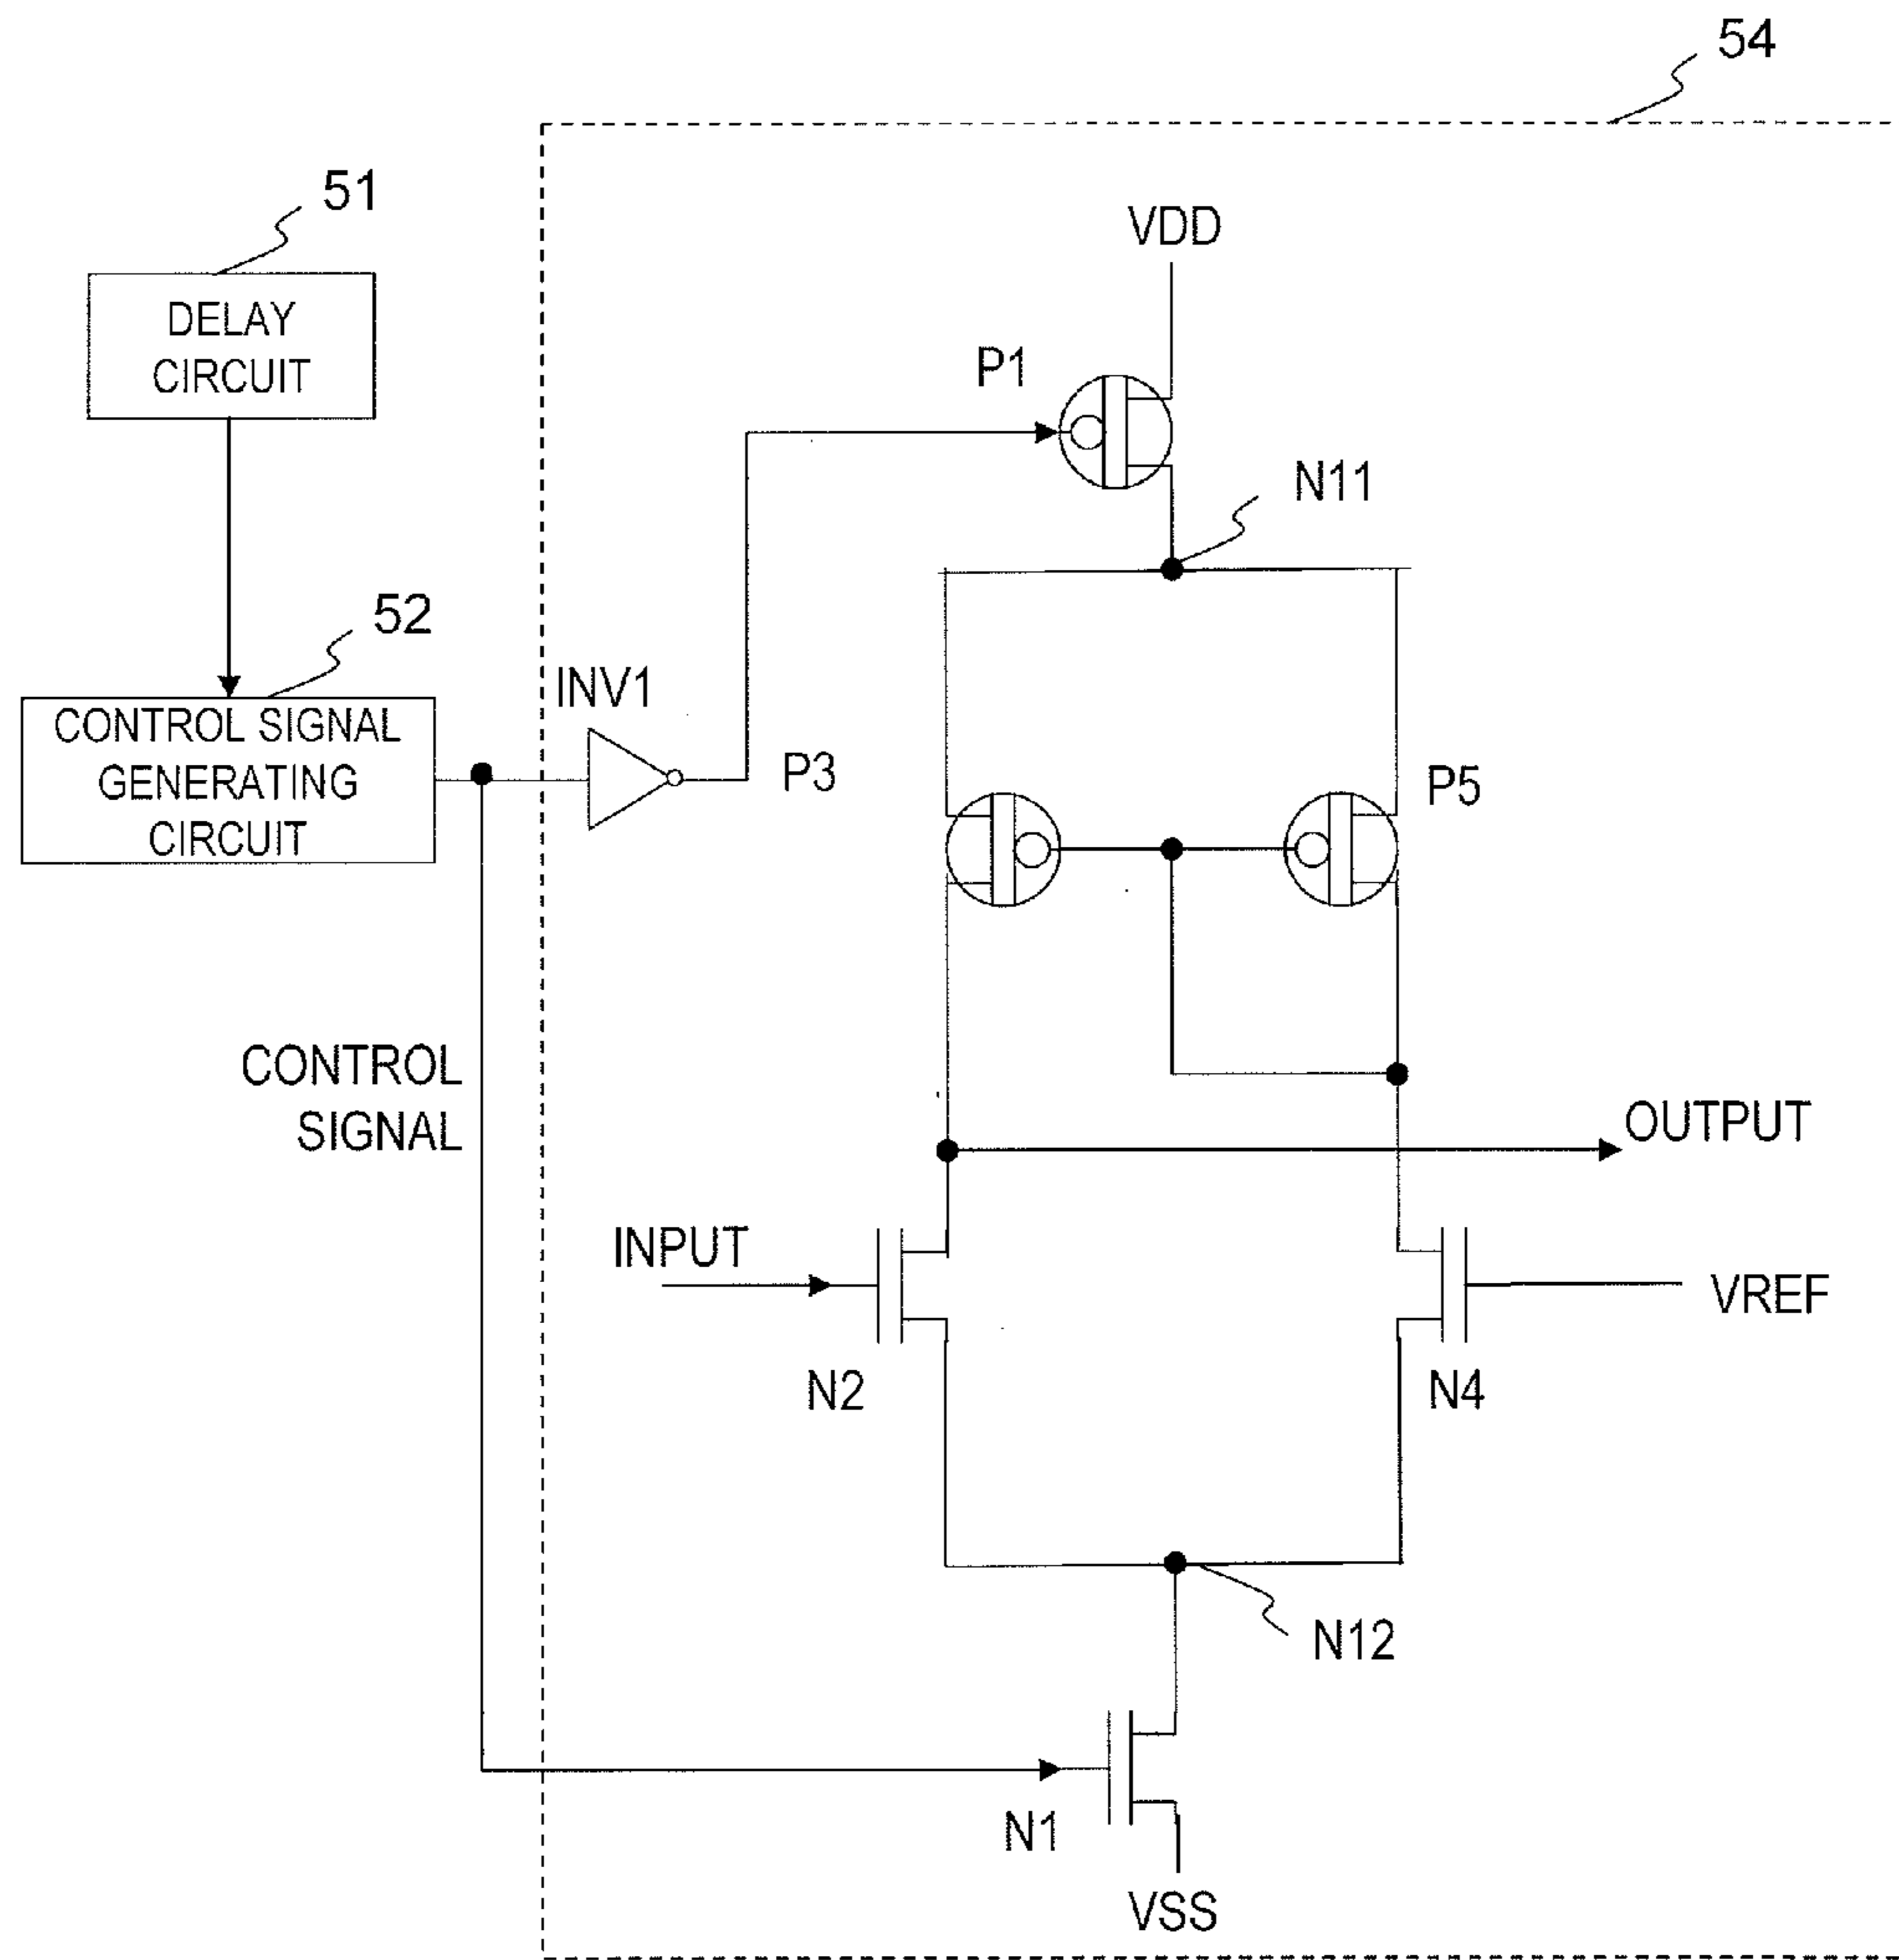 54
51
VDD
DELAY
CIRCUIT
P1
N11
52
INV1
CONTROL SIGNAL
GENERATING
CIRCUIT
P3
P5
CONTROL
SIGNAL
OUTPUT
INPUT
VREF
N2
N4
N12
N1
VSS